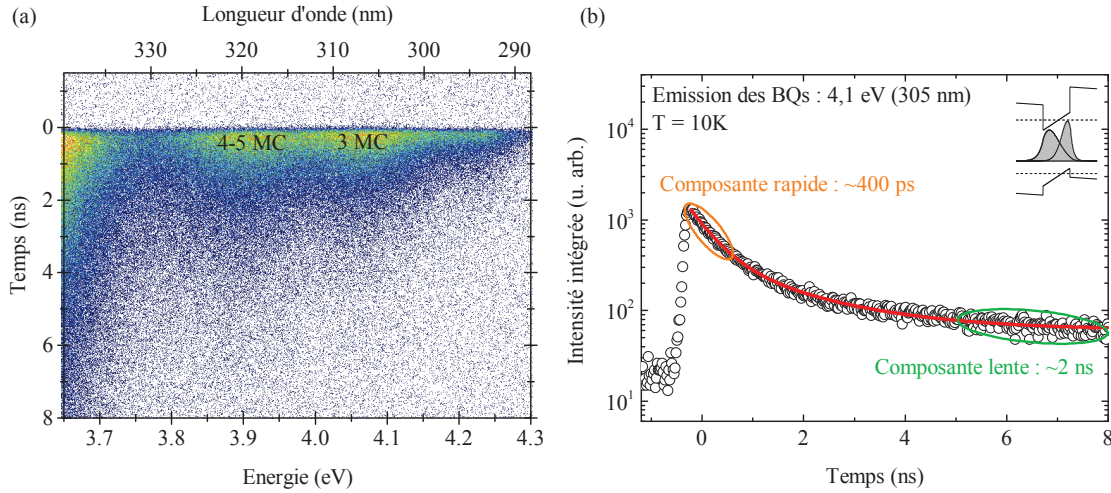 (a)
Longueur d'onde (nm)
330 320 310 300 290
0
2
4
6
8
Temps (ns)
4-5 MC
3 MC
3.7 3.8 3.9 4.0 4.1 4.2 4.3
Energie (eV)
(b)
Emission des BQs : 4,1 eV (305 nm)
T = 10K
Composante rapide : ~400 ps
Composante lente : ~2 ns
Intensité intégrée (u. arb.)
10^4
10^3
10^2
10^1
0 2 4 6 8
Temps (ns)